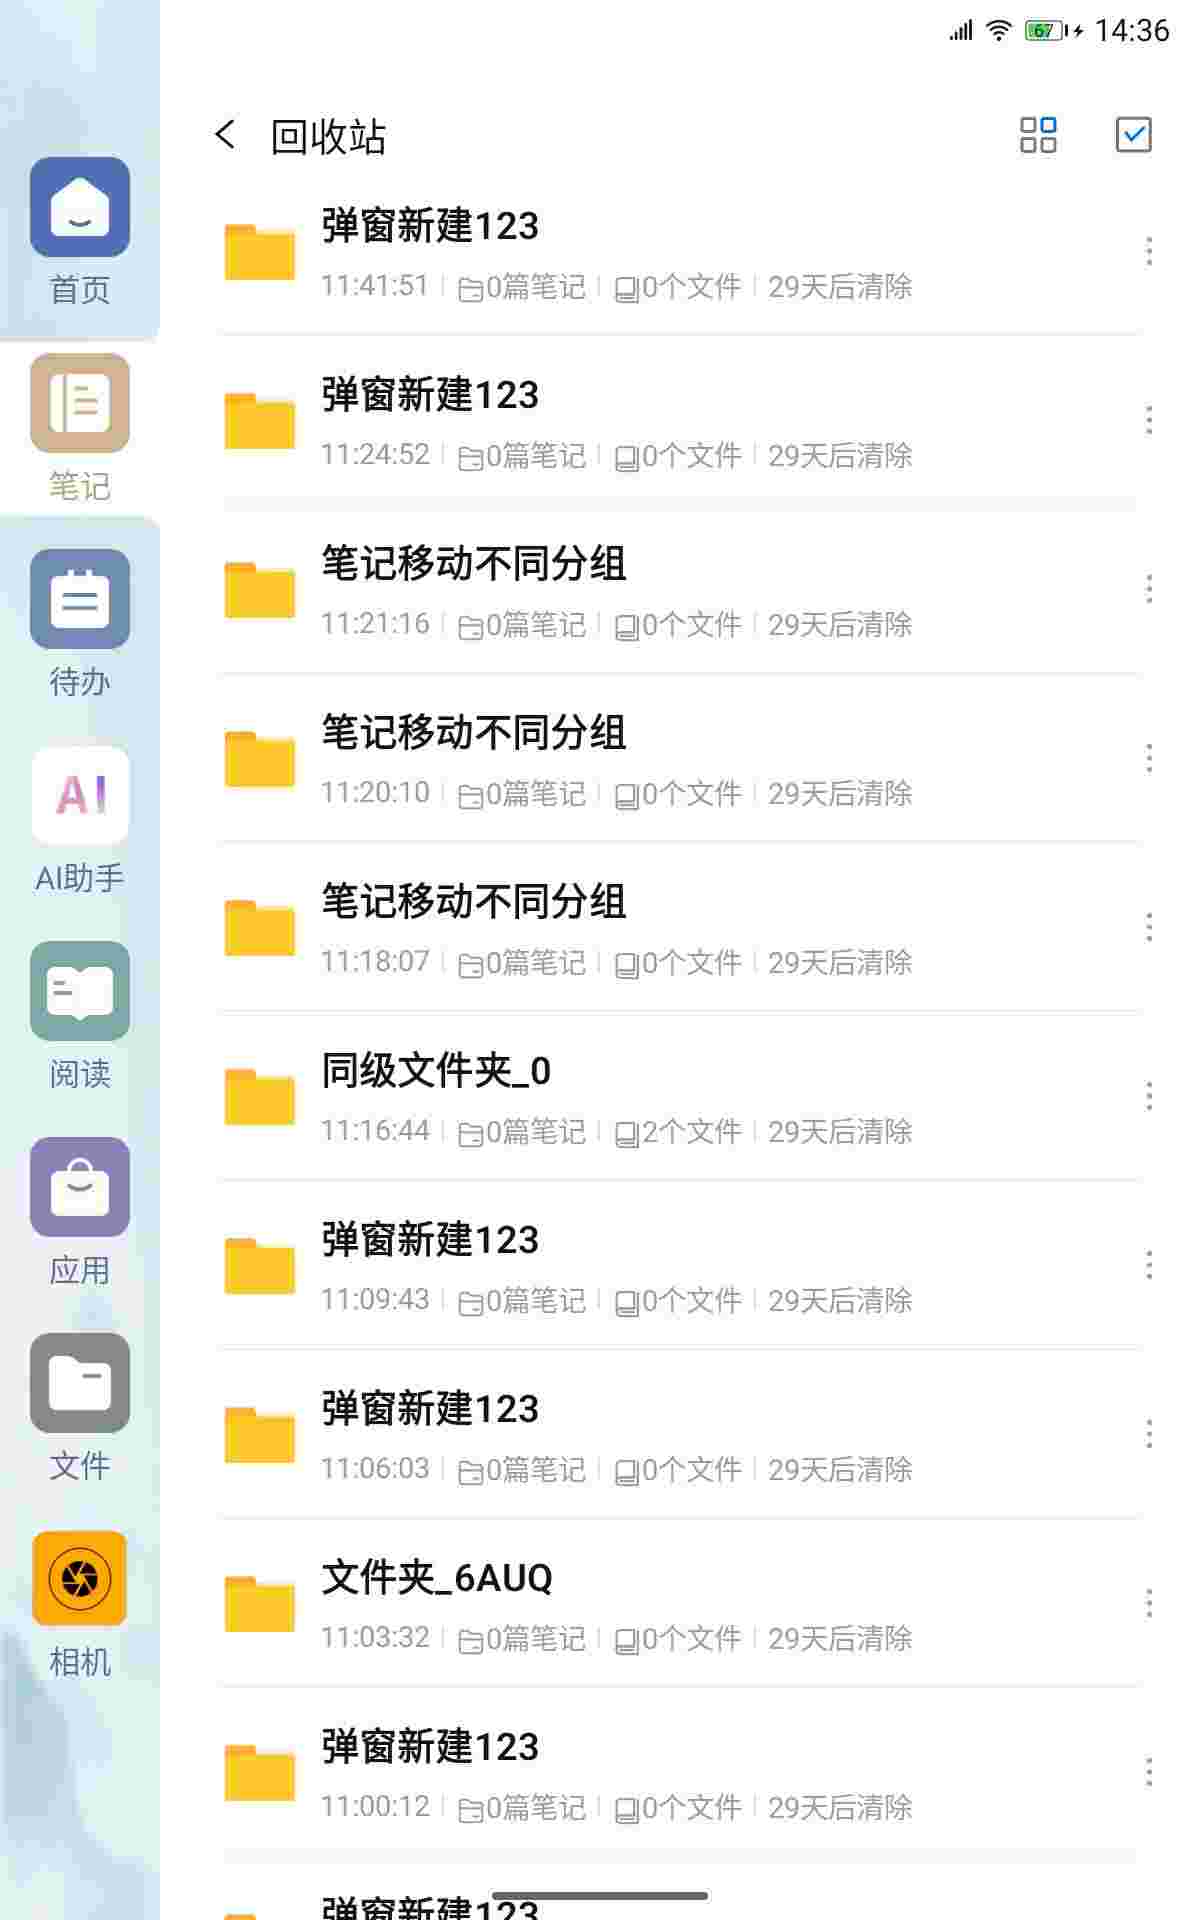 67 14:36
回收站
首页
笔记
待办
AI
AI助手
阅读
应用
文件
相机
弹窗新建123
11:41:51 0篇笔记 0个文件 29天后清除
弹窗新建123
11:24:52 0篇笔记 0个文件 29天后清除
笔记移动不同分组
11:21:16 0篇笔记 0个文件 29天后清除
笔记移动不同分组
11:20:10 0篇笔记 0个文件 29天后清除
笔记移动不同分组
11:18:07 0篇笔记 0个文件 29天后清除
同级文件夹_0
11:16:44 0篇笔记 2个文件 29天后清除
弹窗新建123
11:09:43 0篇笔记 0个文件 29天后清除
弹窗新建123
11:06:03 0篇笔记 0个文件 29天后清除
文件夹_6AUQ
11:03:32 0篇笔记 0个文件 29天后清除
弹窗新建123
11:00:12 0篇笔记 0个文件 29天后清除
弹窗新建123